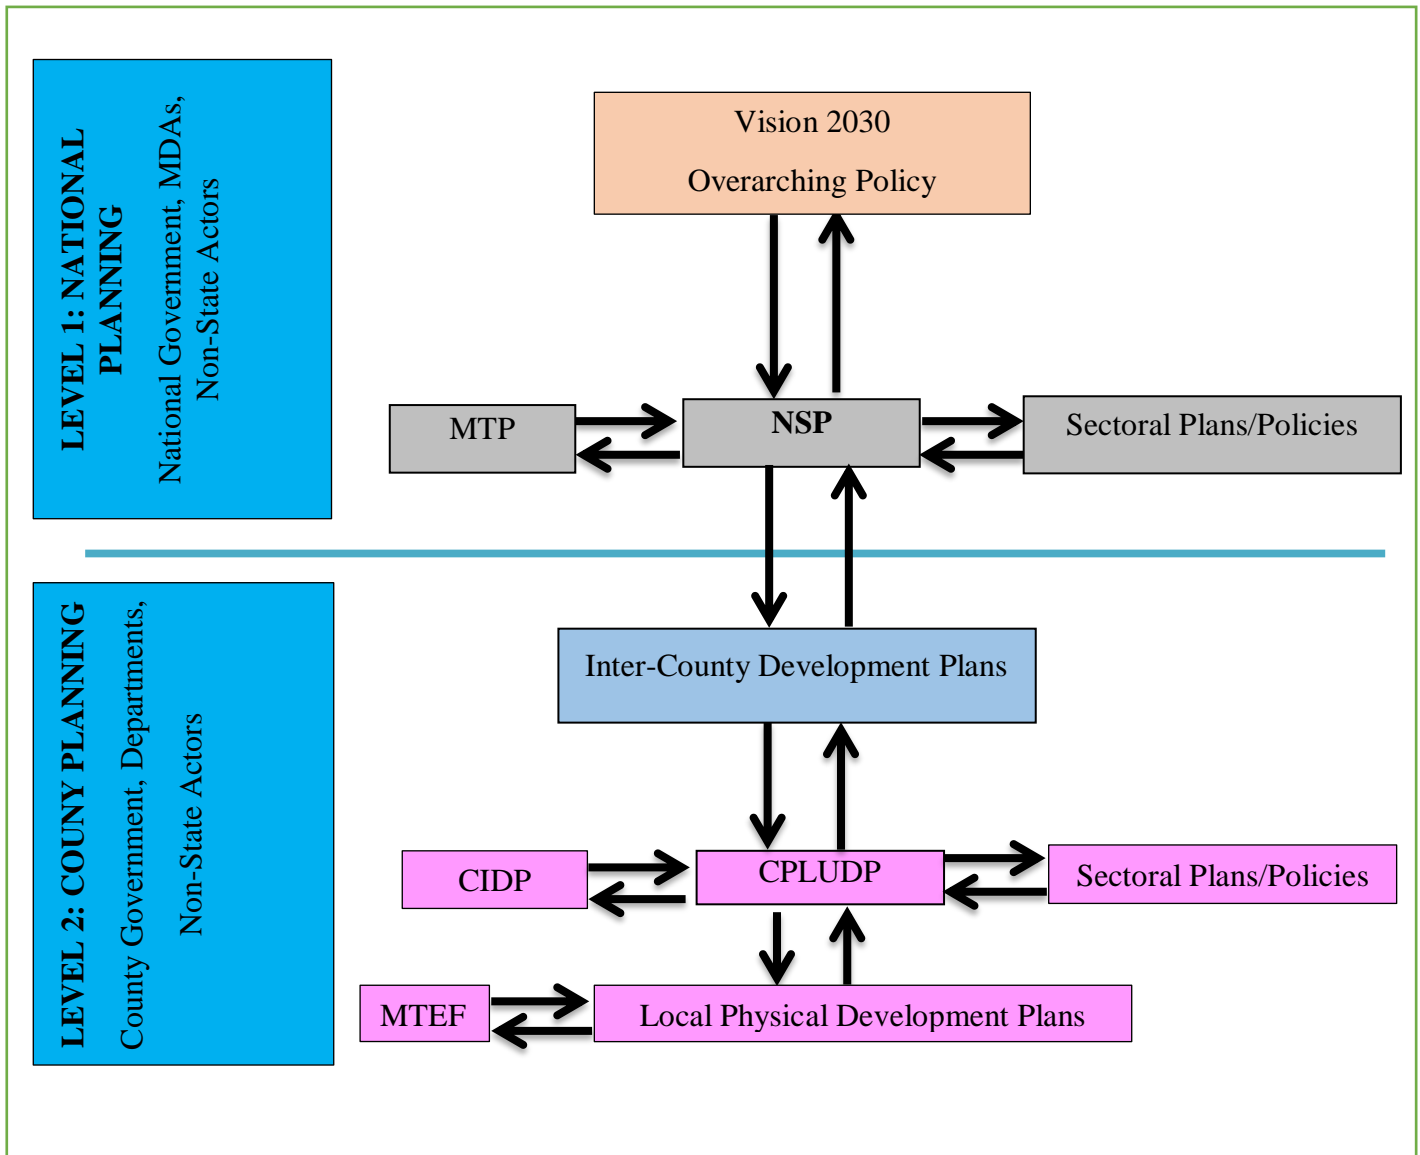 LEVEL 1: NATIONAL
PLANNING
National Government, MDAs,
Non-State Actors
Vision 2030
Overarching Policy
MTP
NSP
Sectoral Plans/Policies
LEVEL 2: COUNY PLANNING
County Government, Departments,
Non-State Actors
Inter-County Development Plans
CIDP
CPLUDP
Sectoral Plans/Policies
MTEF
Local Physical Development Plans